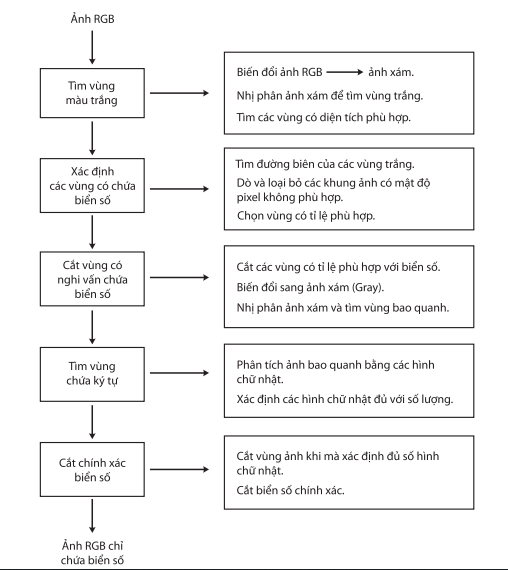 Ảnh RGB
Tìm vùng
màu trắng
Biến đổi ảnh RGB ảnh xám.
Nhị phân ảnh xám để tìm vùng trắng.
Tìm các vùng có diện tích phù hợp.
Xác định
các vùng có chứa
biển số
Tìm đường biên của các vùng trắng.
Dò và loại bỏ các khung ảnh có mật độ
pixel không phù hợp.
Chọn vùng có tỉ lệ phù hợp.
Cắt vùng có
nghi vấn chứa
biển số
Cắt các vùng có tỉ lệ phù hợp với biển số.
Biến đổi sang ảnh xám (Gray).
Nhị phân ảnh xám và tìm vùng bao quanh.
Tìm vùng
chứa ký tự
Phân tích ảnh bao quanh bằng các hình
chữ nhật.
Xác định các hình chữ nhật đủ với số lượng.
Cắt chính xác
biển số
Cắt vùng ảnh khi mà xác định đủ số hình
chữ nhật.
Cắt biển số chính xác.
Ảnh RGB chỉ
chứa biển số